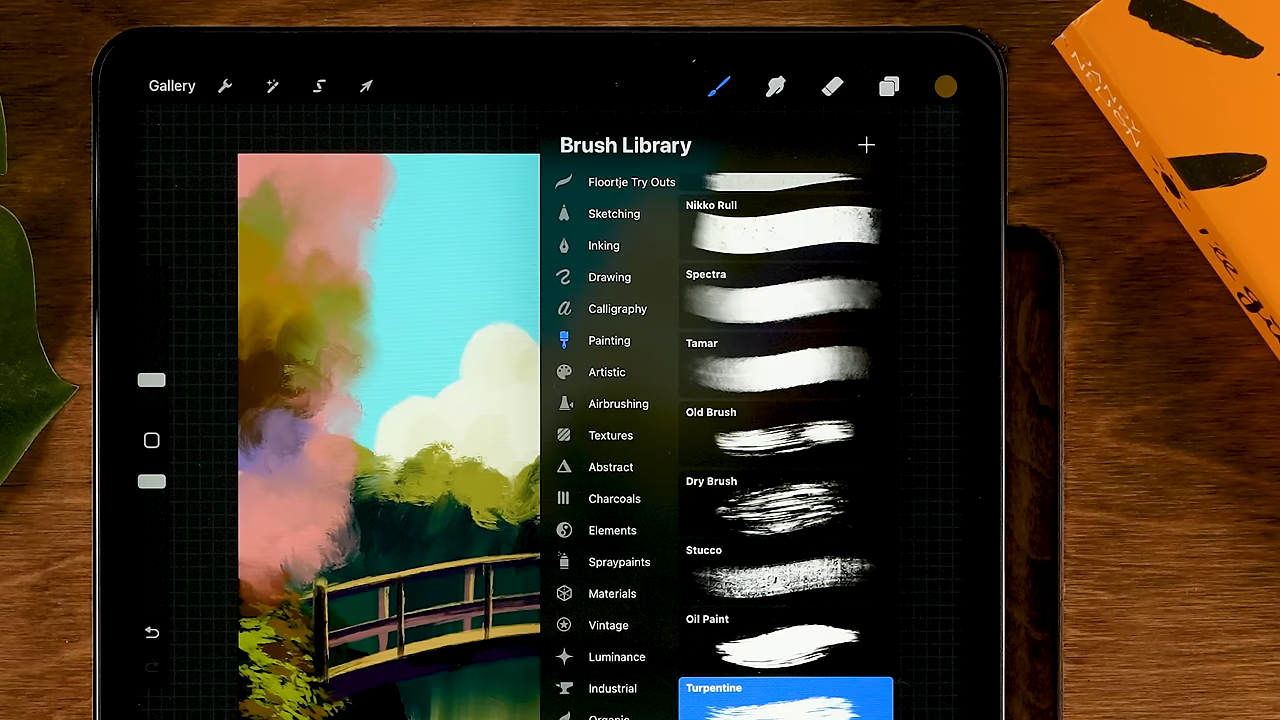 Gallery
Brush Library
Floortje Try Outs
Sketching
Inking
Drawing
Calligraphy
Painting
Artistic
Airbrushing
Textures
Abstract
Charcoals
Elements
Spraypaints
Materials
Vintage
Luminance
Industrial
Organic
Nikko Rull
Spectra
Tamar
Old Brush
Dry Brush
Stucco
Oil Paint
Turpentine